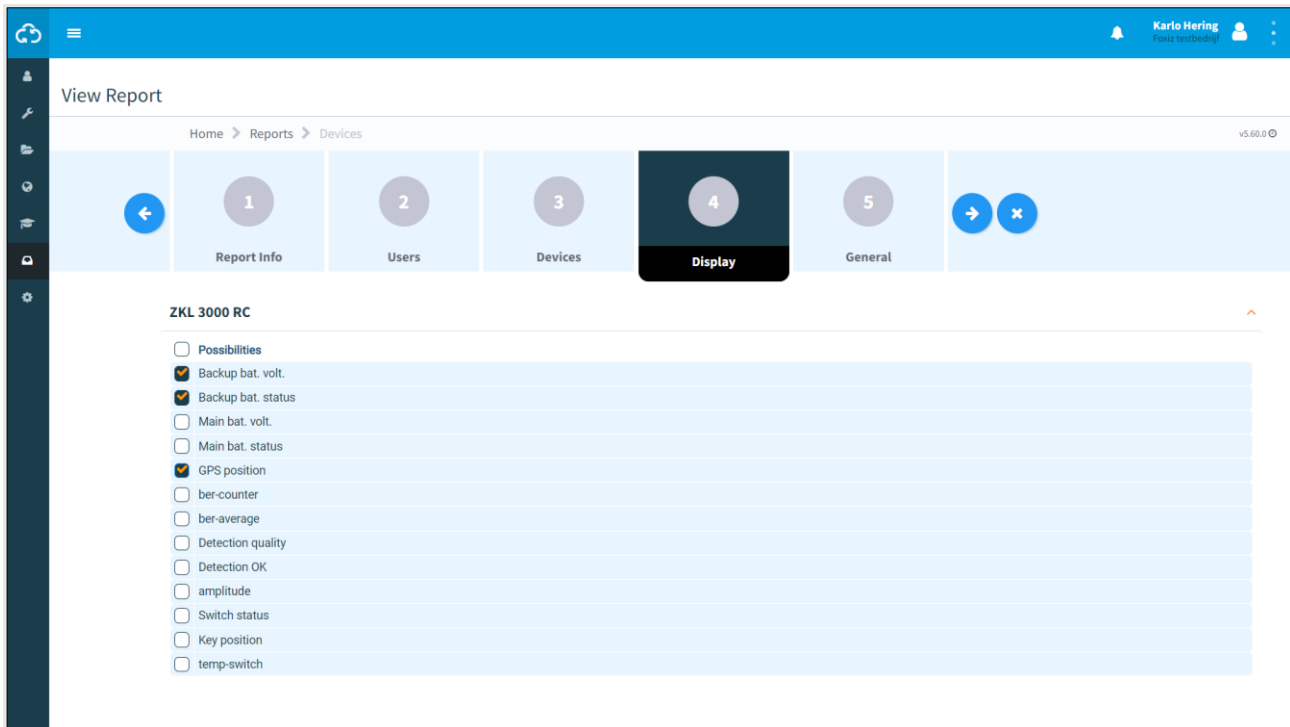 Karlo Hering
Foxiz testbedrijf
View Report
Home Reports Devices
v5.60.0
1 2 3 4 5
Report Info Users Devices Display General
ZKL 3000 RC
Possibilities
Backup bat. volt.
Backup bat. status
Main bat. volt.
Main bat. status
GPS position
ber-counter
ber-average
Detection quality
Detection OK
amplitude
Switch status
Key position
temp-switch